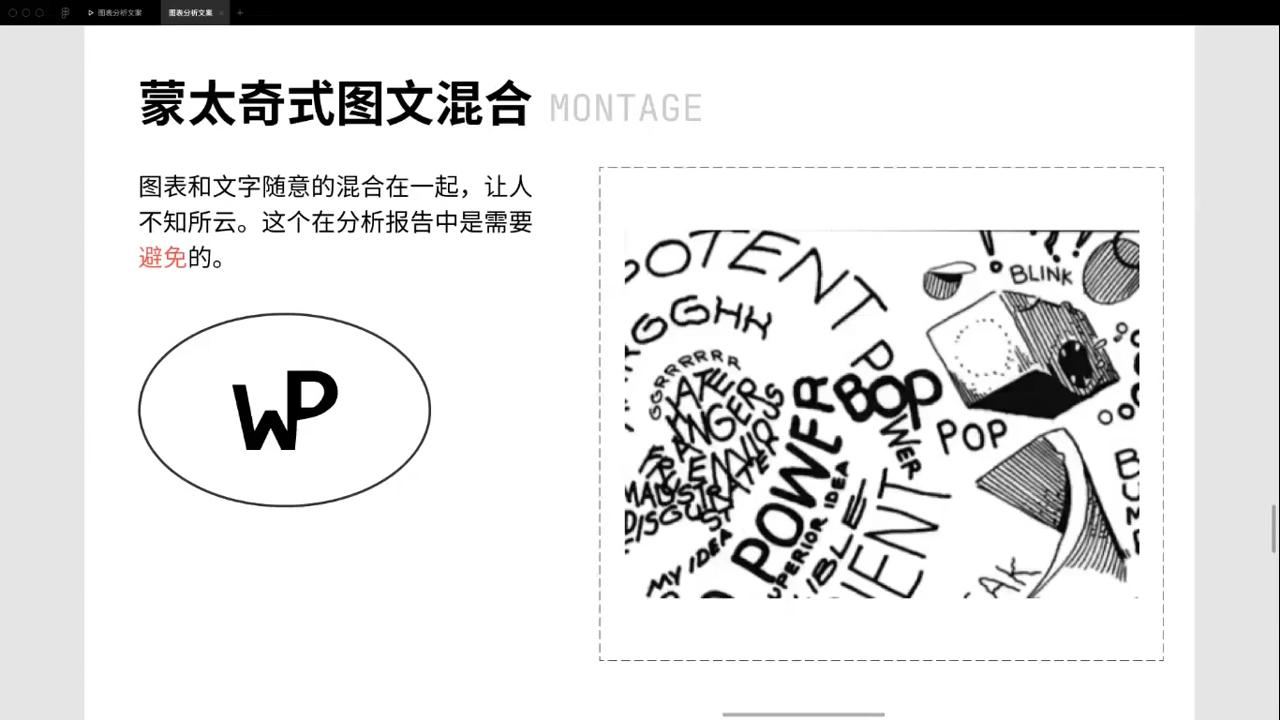 图表分析文案
图表分析文案
蒙太奇式图文混合 MONTAGE
图表和文字随意的混合在一起，让人
不知所云。这个在分析报告中是需要
避免的。
WP
POTENT
GGHH
GGRRRRRR
BLINK
BOP
POP
POWER
POWER
SUPERIOR IDEA
MY IDEA
DISGUST